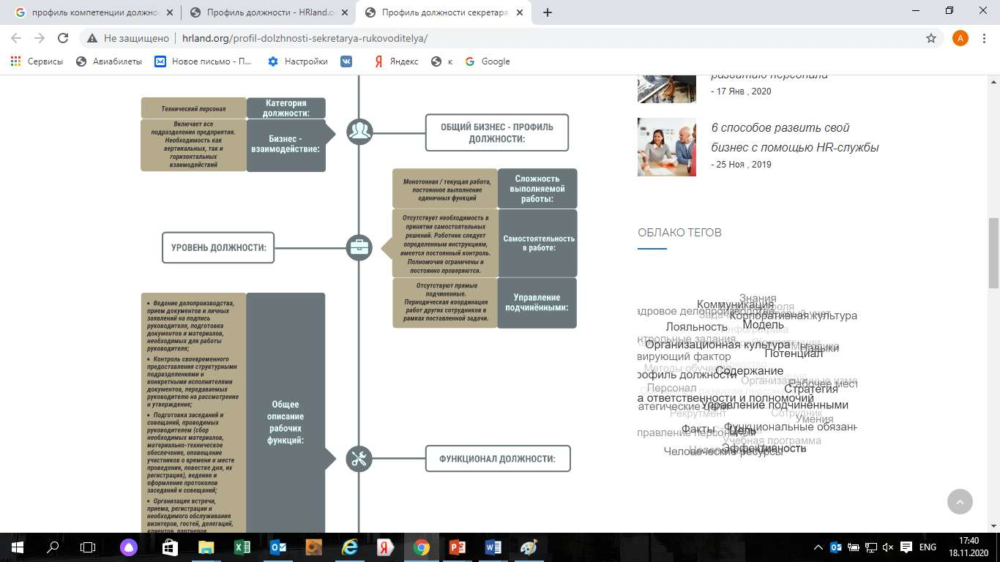 профиль компетенции должно
Профиль должности - HRland.o
Профиль должности секретаря
Не защищено
hrland.org/profil-dolzhnosti-sekretarya-rukovoditelya/
A
Сервисы
Авиабилеты
Новое письмо - П...
Настройки
Яндекс
к
Google
Технический персонал
Категория
должности:
Включает все
подразделения предприятия.
Необходимость как
вертикальных, так и
горизонтальных
взаимодействий
Бизнес -
взаимодействие:
ОБЩИЙ БИЗНЕС - ПРОФИЛЬ
ДОЛЖНОСТИ:
УРОВЕНЬ ДОЛЖНОСТИ:
Монотонная / текущая работа,
постоянное выполнение
единичных функций
Сложность
выполняемой
работы:
Отсутствует необходимость в
принятии самостоятельных
решений. Работник следует
определенным инструкциям,
имеется постоянный контроль.
Полномочия ограничены и
постоянно проверяются.
Самостоятельность
в работе:
Отсутствуют прямые
подчиненные.
Периодическая координация
работ других сотрудников в
рамках поставленной задачи.
Управление
подчинёнными:
• Ведение делопроизводства,
прием документов и личных
заявлений на подпись
руководителя, подготовка
документов и материалов,
необходимых для работы
руководителя;
• Контроль своевременного
предоставления структурными
подразделениями и
конкретными исполнителями
документов, передаваемых
руководителю на рассмотрение
и утверждение;
• Подготовка заседаний и
совещаний, проводимых
руководителем (сбор
необходимых материалов,
материально-техническое
обеспечение, оповещение
участников о времени и месте
проведения, повестке дня, их
регистрация), ведение и
оформление протоколов
заседаний и совещаний;
• Организация встречи,
приема, регистрации и
необходимого обслуживания
визитеров, гостей, делегаций,
клиентов, партнеров
Общее
описание
рабочих
функций:
ФУНКЦИОНАЛ ДОЛЖНОСТИ:
развитию персонала
- 17 Янв , 2020
6 способов развить свой
бизнес с помощью HR-службы
- 25 Ноя , 2019
ОБЛАКО ТЕГОВ
Знания
Коммуникация
адровое делопроизводство
Корпоративная культура
Лояльность
Модель
нфографика
нтрольные задания
Организационная культура
Навыки
Потенциал
вирующий фактор
Методы обучения
Содержание
рофиль должности
Персонал
Рабочее мест
Стратегия
а ответственности и полномочий
Управление подчинёнными
атегические цели
Рекрутмент
Сотрудник
Умения
Факты
Цель
Функциональные обязанн
правление персоналом
Учебная программа
Эффективность
Человеческие ресурсы
ENG
17:40
18.11.2020